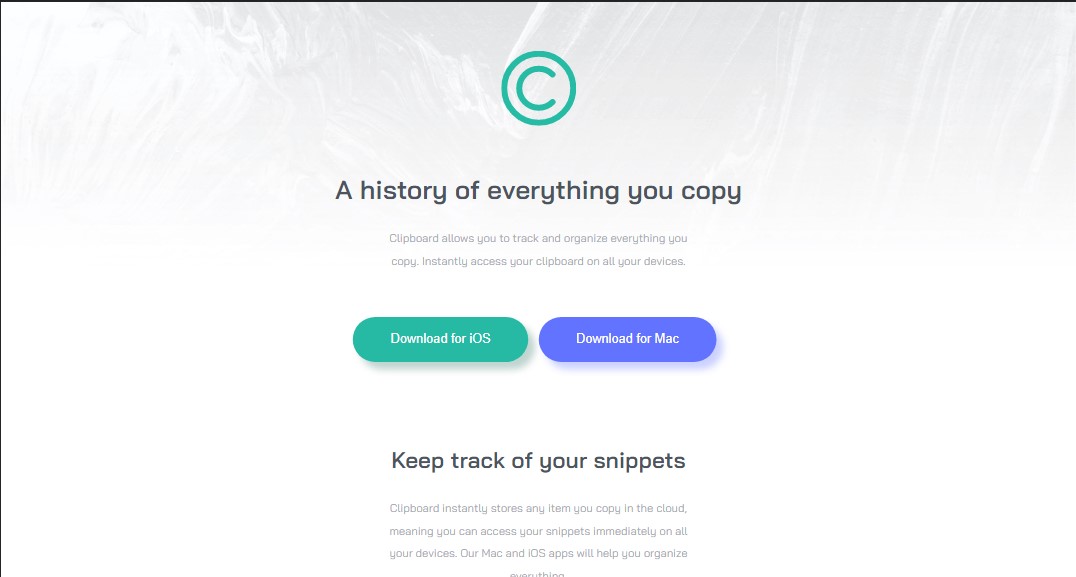 ©
A history of everything you copy
Clipboard allows you to track and organize everything you
copy. Instantly access your clipboard on all your devices.
Download for iOS
Download for Mac
Keep track of your snippets
Clipboard instantly stores any item you copy in the cloud,
meaning you can access your snippets immediately on all
your devices. Our Mac and iOS apps will help you organize
everything.